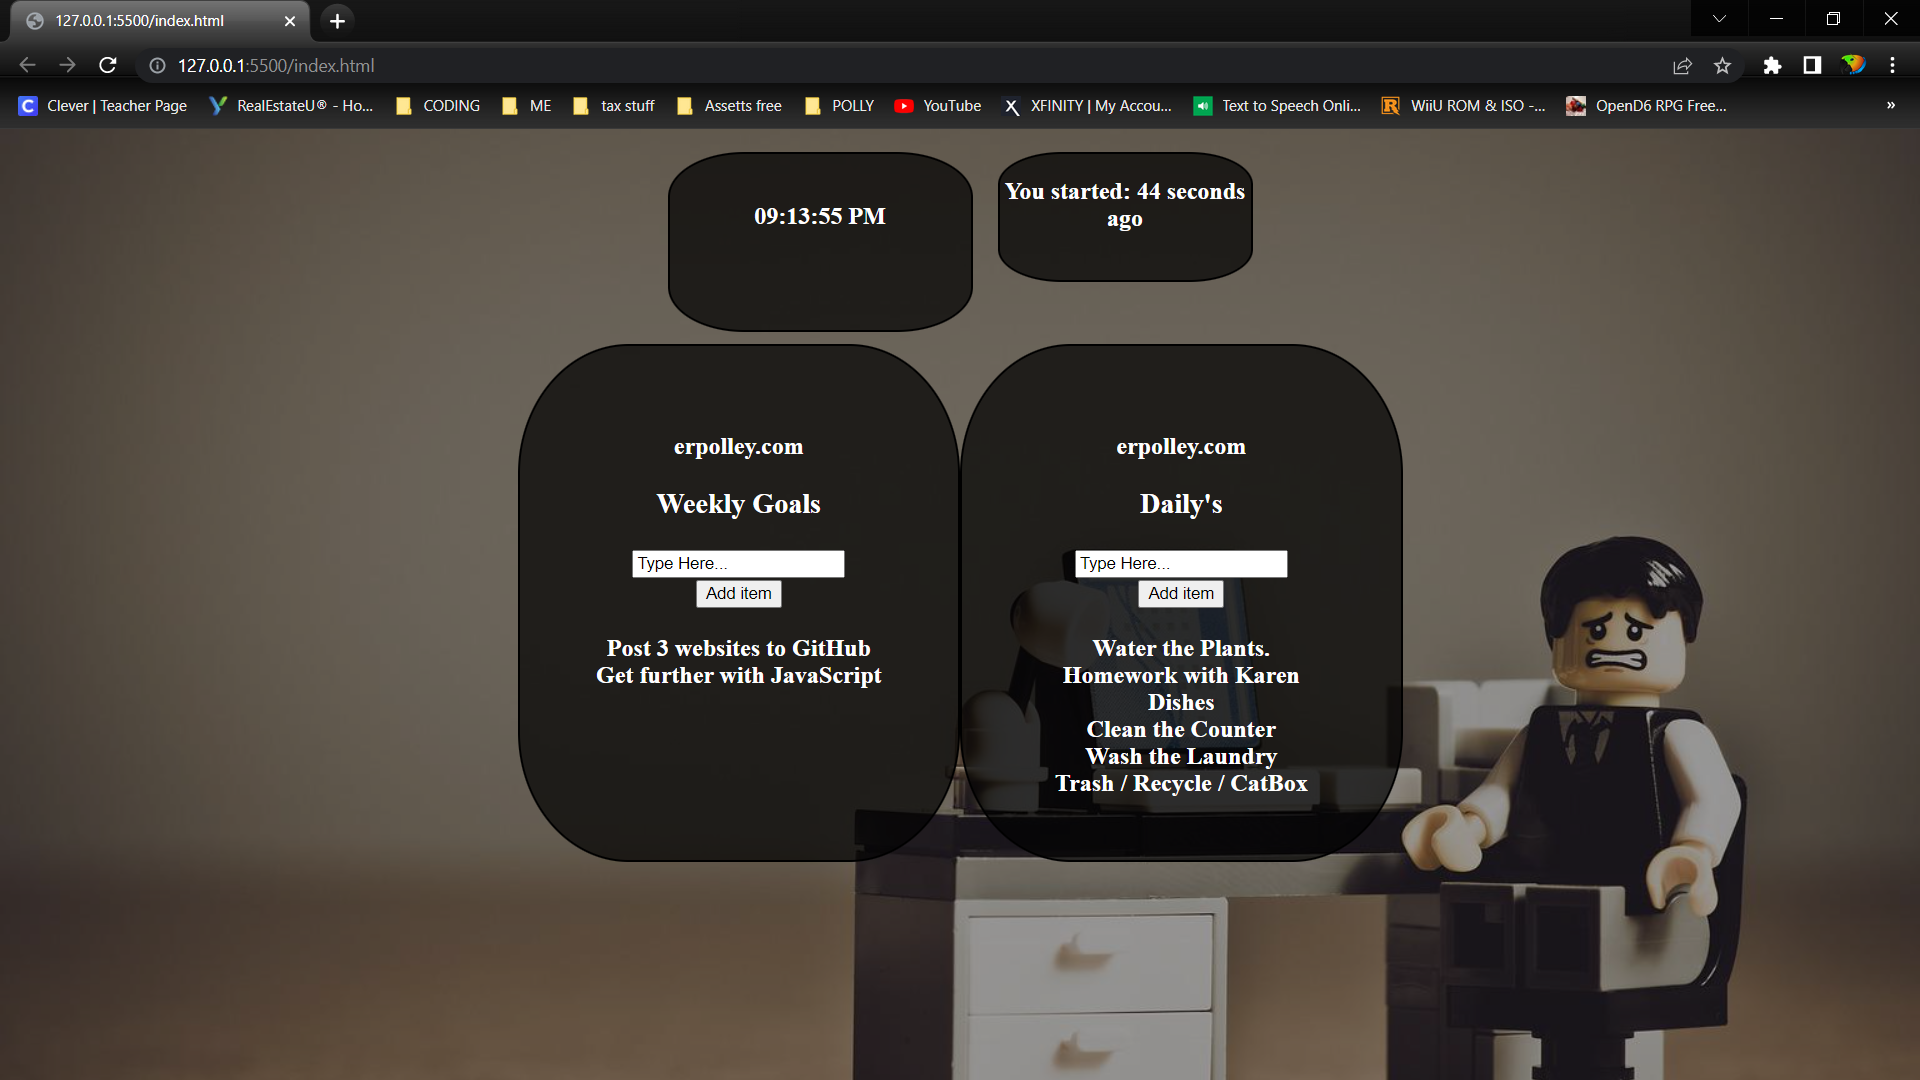 127.0.0.1:5500/index.html
127.0.0.1:5500/index.html
Clever | Teacher Page
RealEstateU® - Ho...
CODING
ME
tax stuff
Assetts free
POLLY
YouTube
XFINITY | My Accou...
Text to Speech Onli...
WiiU ROM & ISO -...
OpenD6 RPG Free...
»
09:13:55 PM
You started: 44 seconds
ago
erpolley.com
Weekly Goals
Type Here...
Add item
Post 3 websites to GitHub
Get further with JavaScript
erpolley.com
Daily's
Type Here...
Add item
Water the Plants.
Homework with Karen
Dishes
Clean the Counter
Wash the Laundry
Trash / Recycle / CatBox